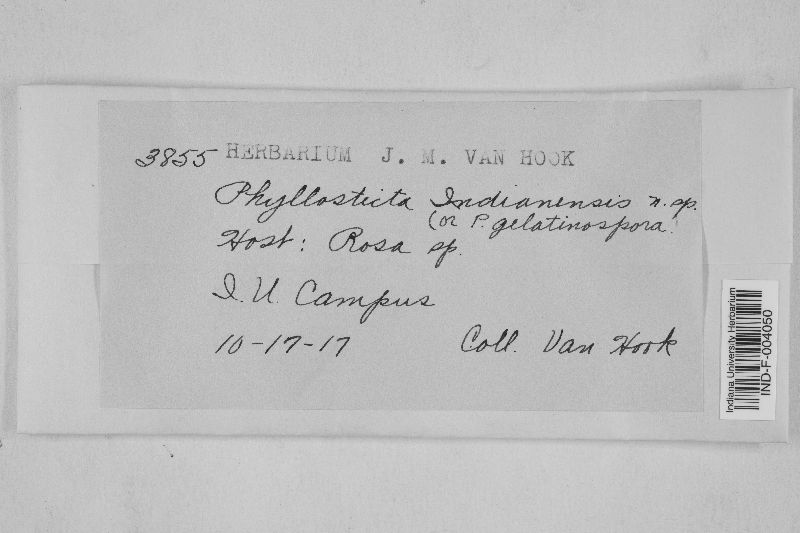 3855 HERBARIUM J. M. VAN HOOK
Phyllosticta Indianensis n. sp.
(or P. gelatinospora.
Host: Rosa sp.
I. U. Campus
10-17-17 Coll. Van Hook
Indiana University Herbarium
IND-F-004050